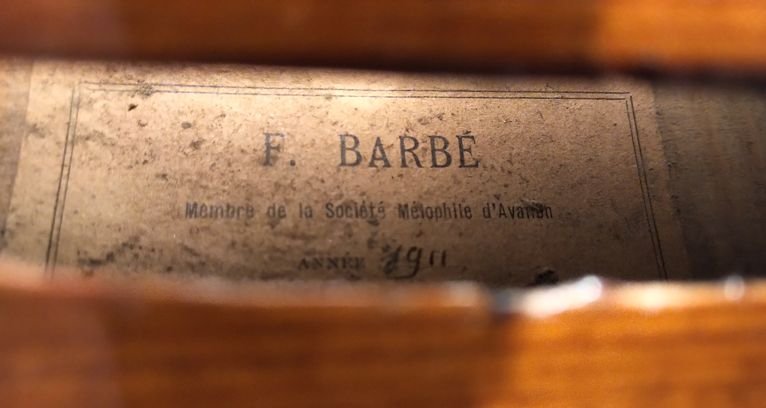 F. BARBÉ
Membre de la Société Mélophile d'Avallon
ANNÉE 1911